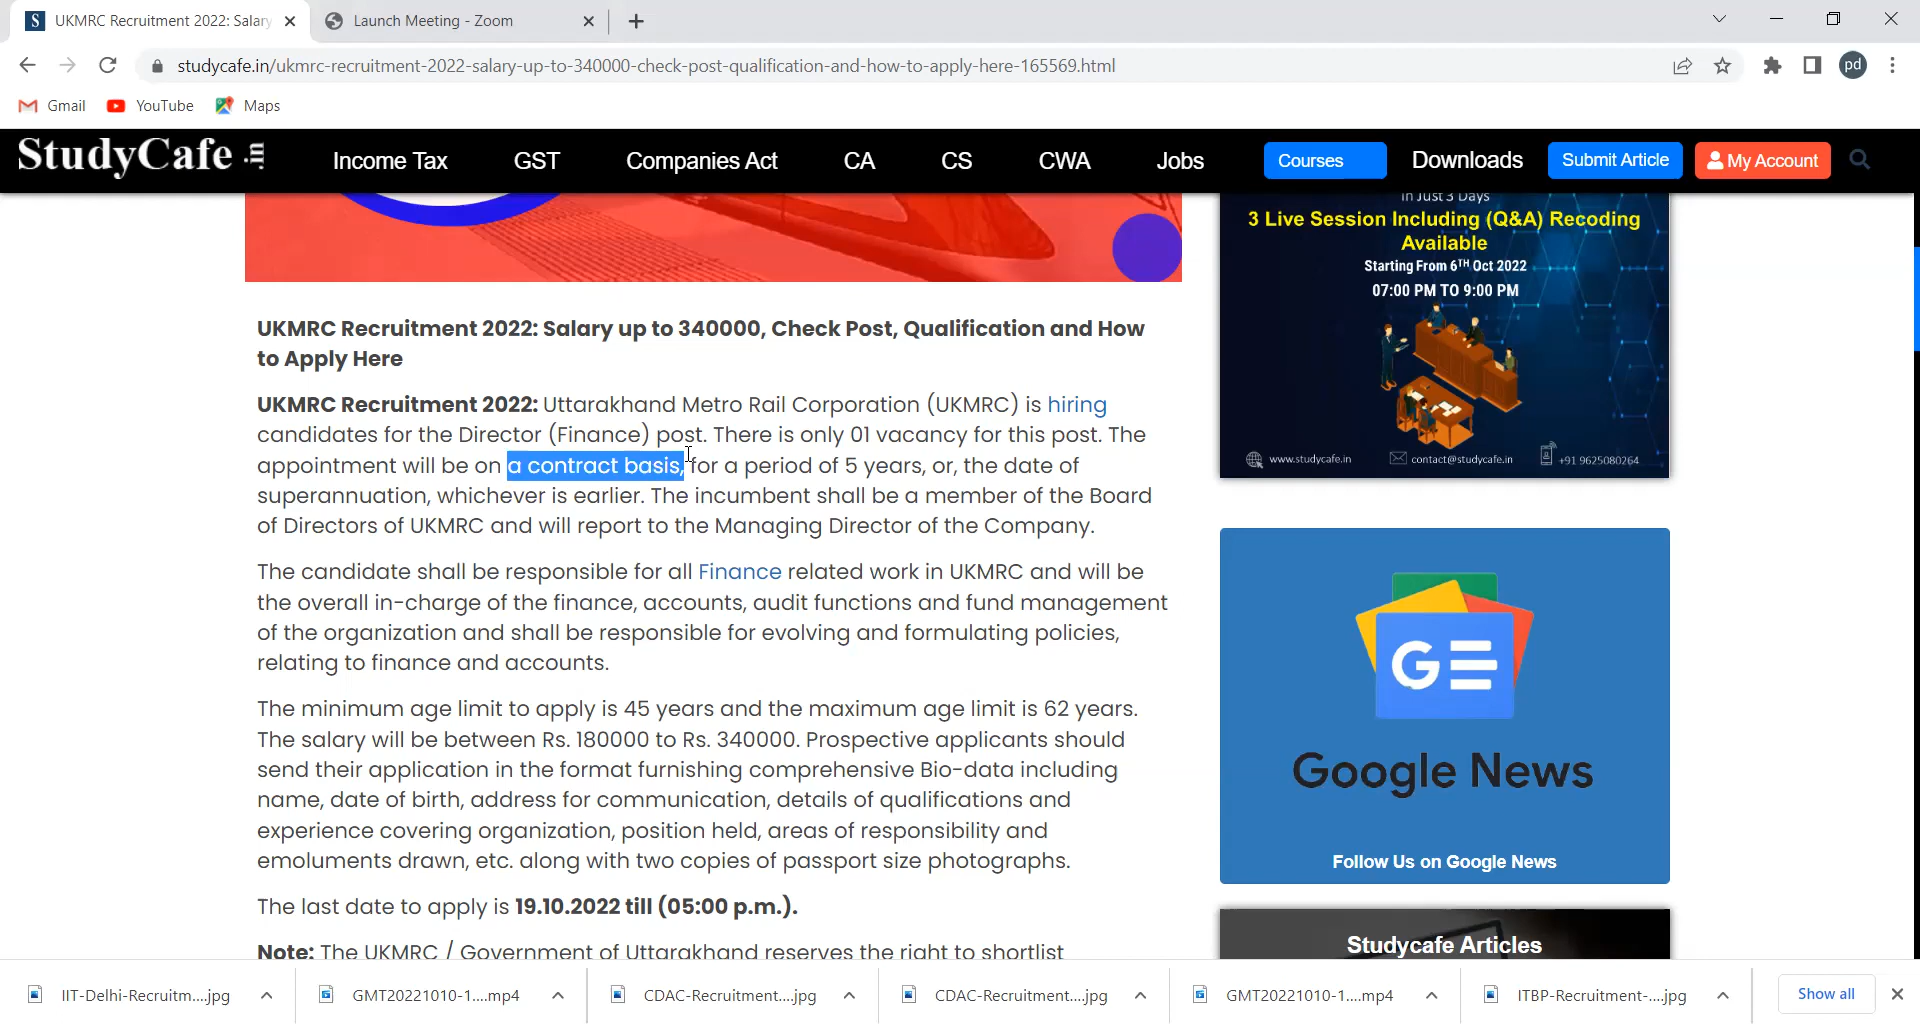 UKMRC Recruitment 2022: Salary
Launch Meeting - Zoom
studycafe.in/ukmrc-recruitment-2022-salary-up-to-340000-check-post-qualification-and-how-to-apply-here-165569.html
pd
Gmail
YouTube
Maps
StudyCafe .in
Income Tax
GST
Companies Act
CA
CS
CWA
Jobs
Courses
Downloads
Submit Article
My Account
UKMRC Recruitment 2022: Salary up to 340000, Check Post, Qualification and How
to Apply Here
UKMRC Recruitment 2022: Uttarakhand Metro Rail Corporation (UKMRC) is hiring
candidates for the Director (Finance) post. There is only 01 vacancy for this post. The
appointment will be on a contract basis, for a period of 5 years, or, the date of
superannuation, whichever is earlier. The incumbent shall be a member of the Board
of Directors of UKMRC and will report to the Managing Director of the Company.
The candidate shall be responsible for all Finance related work in UKMRC and will be
the overall in-charge of the finance, accounts, audit functions and fund management
of the organization and shall be responsible for evolving and formulating policies,
relating to finance and accounts.
The minimum age limit to apply is 45 years and the maximum age limit is 62 years.
The salary will be between Rs. 180000 to Rs. 340000. Prospective applicants should
send their application in the format furnishing comprehensive Bio-data including
name, date of birth, address for communication, details of qualifications and
experience covering organization, position held, areas of responsibility and
emoluments drawn, etc. along with two copies of passport size photographs.
The last date to apply is 19.10.2022 till (05:00 p.m.).
Note: The UKMRC / Government of Uttarakhand reserves the right to shortlist
in Just 3 Days
3 Live Session Including (Q&A) Recoding
Available
Starting From 6TH Oct 2022
07:00 PM TO 9:00 PM
www.studycafe.in
contact@studycafe.in
+91 9625080264
G
Google News
Follow Us on Google News
Studycafe Articles
IIT-Delhi-Recruitm....jpg
GMT20221010-1....mp4
CDAC-Recruitment....jpg
CDAC-Recruitment....jpg
GMT20221010-1....mp4
ITBP-Recruitment-....jpg
Show all